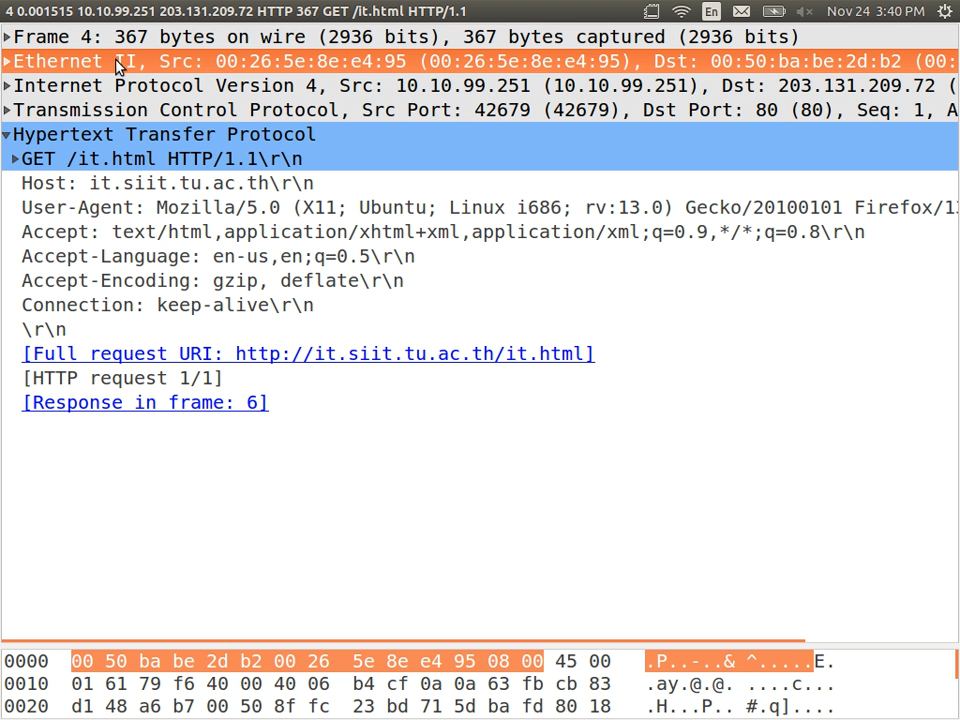 4 0.001515 10.10.99.251 203.131.209.72 HTTP 367 GET /it.html HTTP/1.1 En Nov 24 3:40 PM
Frame 4: 367 bytes on wire (2936 bits), 367 bytes captured (2936 bits)
Ethernet II, Src: 00:26:5e:8e:e4:95 (00:26:5e:8e:e4:95), Dst: 00:50:ba:be:2d:b2 (00:
Internet Protocol Version 4, Src: 10.10.99.251 (10.10.99.251), Dst: 203.131.209.72 (
Transmission Control Protocol, Src Port: 42679 (42679), Dst Port: 80 (80), Seq: 1, A
Hypertext Transfer Protocol
GET /it.html HTTP/1.1\r\n
Host: it.siit.tu.ac.th\r\n
User-Agent: Mozilla/5.0 (X11; Ubuntu; Linux i686; rv:13.0) Gecko/20100101 Firefox/13
Accept: text/html,application/xhtml+xml,application/xml;q=0.9,*/*;q=0.8\r\n
Accept-Language: en-us,en;q=0.5\r\n
Accept-Encoding: gzip, deflate\r\n
Connection: keep-alive\r\n
\r\n
[Full request URI: http://it.siit.tu.ac.th/it.html]
[HTTP request 1/1]
[Response in frame: 6]
0000 00 50 ba be 2d b2 00 26 5e 8e e4 95 08 00 45 00 .P..-..& ^.....E.
0010 01 61 79 f6 40 00 40 06 b4 cf 0a 0a 63 fb cb 83 .ay.@.@. ....c...
0020 d1 48 a6 b7 00 50 8f fc 23 bd 71 5d ba fd 80 18 .H...P.. #.q]....